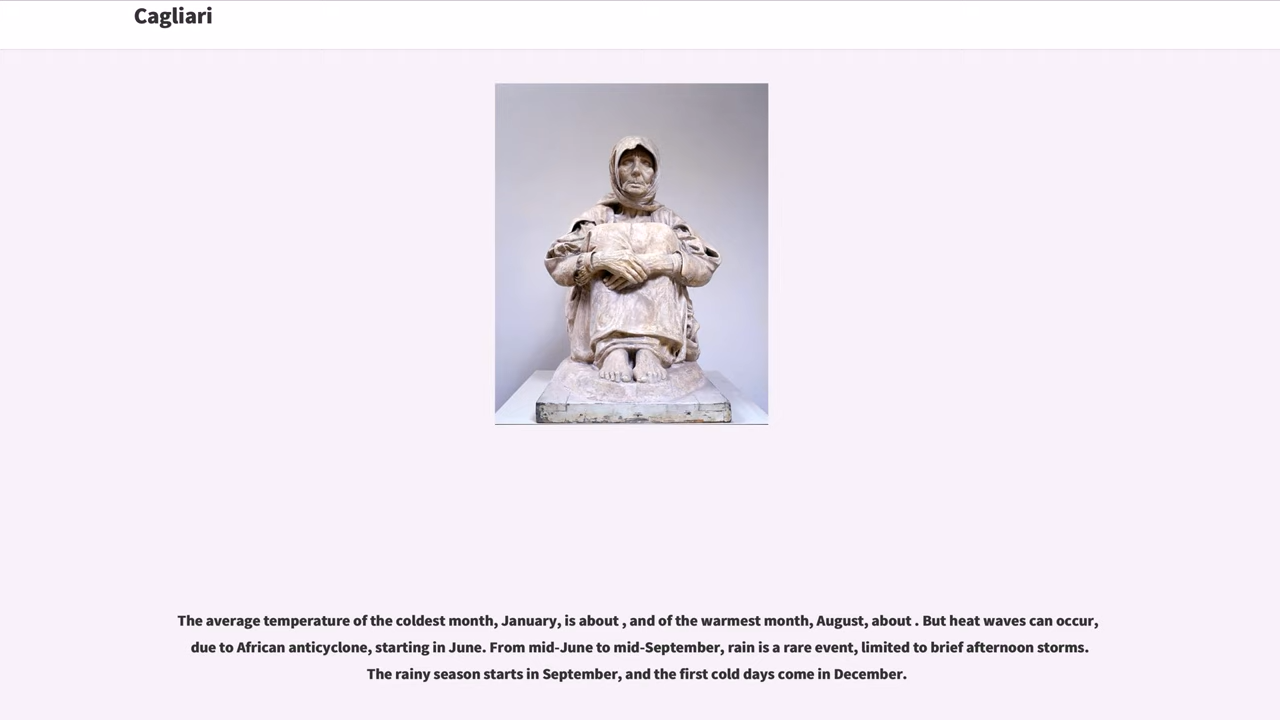 Cagliari
The average temperature of the coldest month, January, is about , and of the warmest month, August, about . But heat waves can occur,
due to African anticyclone, starting in June. From mid-June to mid-September, rain is a rare event, limited to brief afternoon storms.
The rainy season starts in September, and the first cold days come in December.